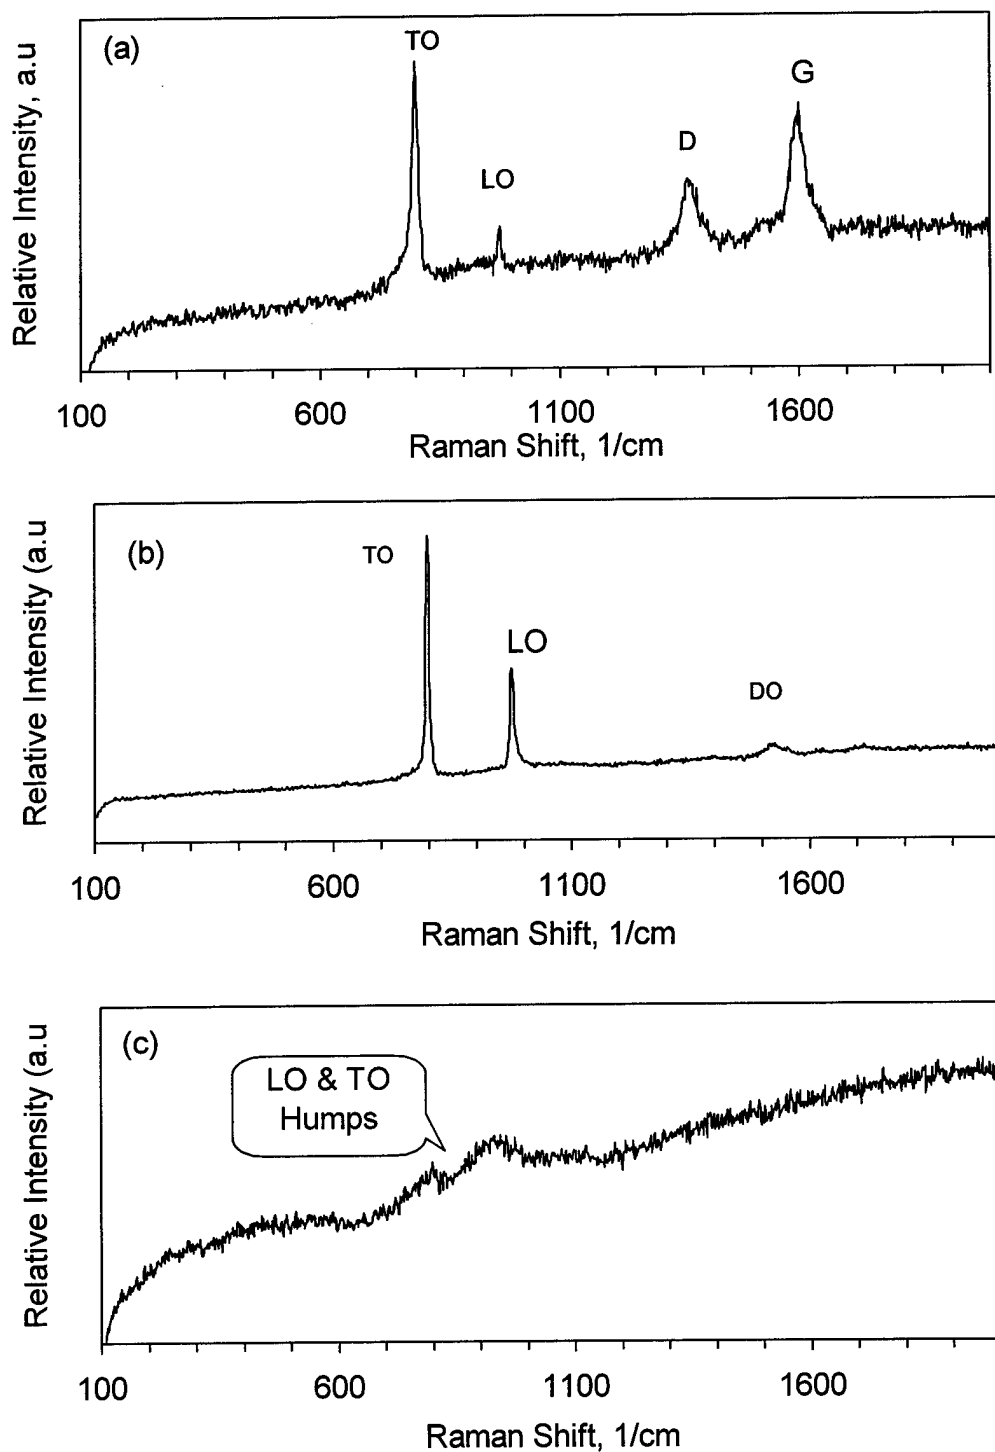 (a)
TO
LO
D
G
Relative Intensity, a.u
100 600 1100 1600
Raman Shift, 1/cm
(b)
TO
LO
DO
Relative Intensity (a.u
100 600 1100 1600
Raman Shift, 1/cm
(c)
LO & TO
Humps
Relative Intensity (a.u
100 600 1100 1600
Raman Shift, 1/cm